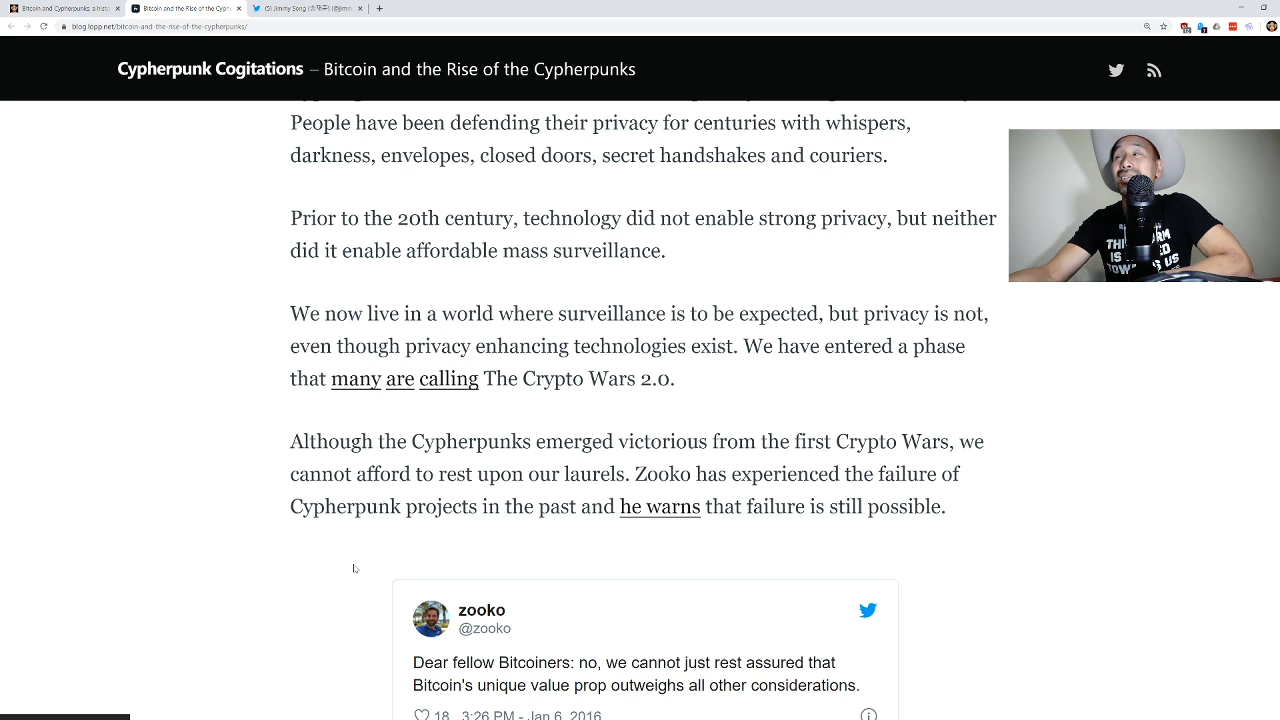 Bitcoin and Cypherpunks: a histo
Bitcoin and the Rise of the Cyphe
(5) Jimmy Song
blog.lopp.net/bitcoin-and-the-rise-of-the-cypherpunks/
Cypherpunk Cogitations – Bitcoin and the Rise of the Cypherpunks
People have been defending their privacy for centuries with whispers,
darkness, envelopes, closed doors, secret handshakes and couriers.
Prior to the 20th century, technology did not enable strong privacy, but neither
did it enable affordable mass surveillance.
We now live in a world where surveillance is to be expected, but privacy is not,
even though privacy enhancing technologies exist. We have entered a phase
that many are calling The Crypto Wars 2.0.
Although the Cypherpunks emerged victorious from the first Crypto Wars, we
cannot afford to rest upon our laurels. Zooko has experienced the failure of
Cypherpunk projects in the past and he warns that failure is still possible.
zooko
@zooko
Dear fellow Bitcoiners: no, we cannot just rest assured that
Bitcoin's unique value prop outweighs all other considerations.
18 3:26 PM - Jan 6, 2016